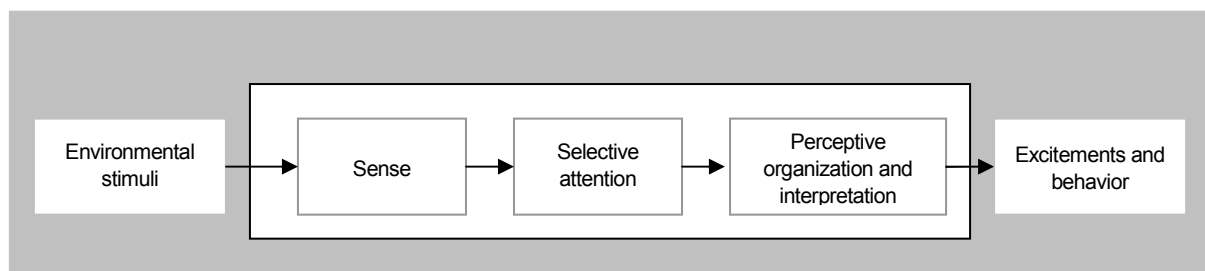 Environmental
stimuli
Sense
Selective
attention
Perceptive
organization and
interpretation
Excitements and
behavior